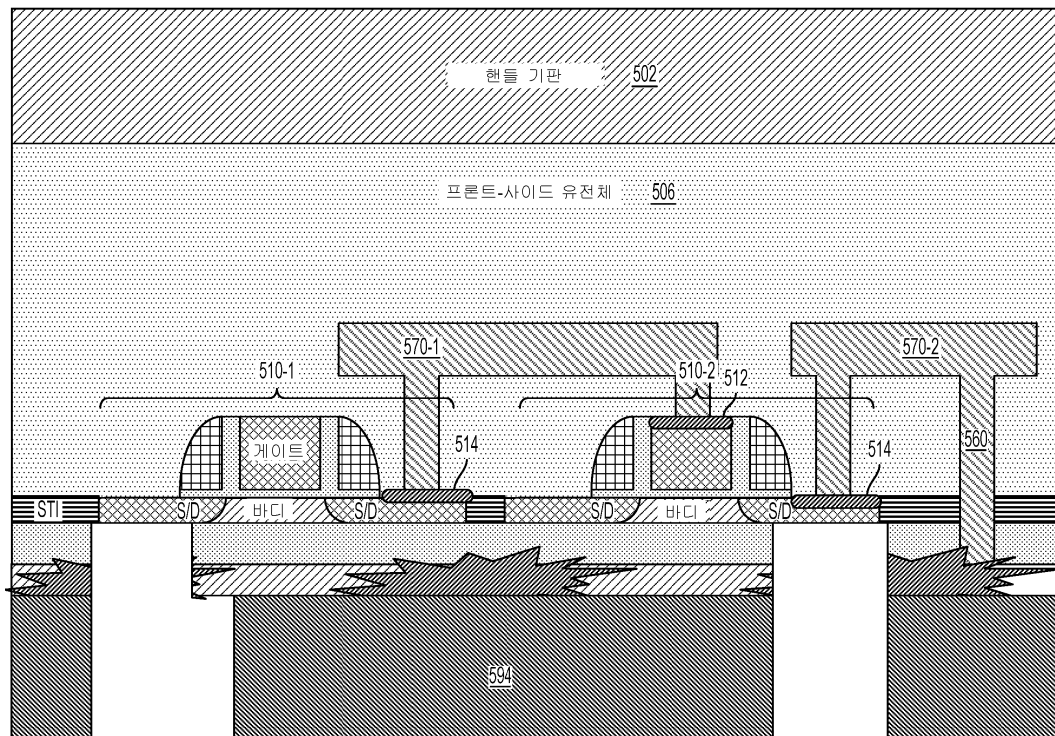 핸들 기판 502
프론트-사이드 유전체 506
570-1
570-2
510-1
510-2
512
게이트
514
560
514
STI
S/D
바디
S/D
S/D
바디
S/D
594